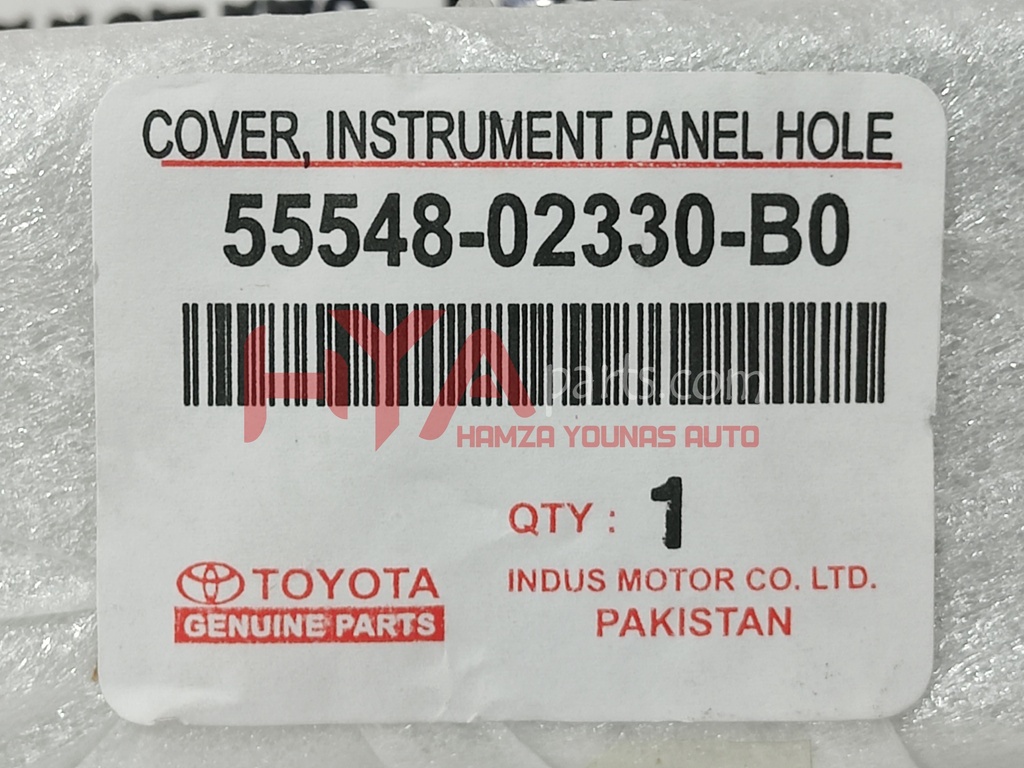 COVER, INSTRUMENT PANEL HOLE
55548-02330-B0
HYA parts.com
HAMZA YOUNAS AUTO
QTY : 1
TOYOTA
GENUINE PARTS
INDUS MOTOR CO. LTD.
PAKISTAN